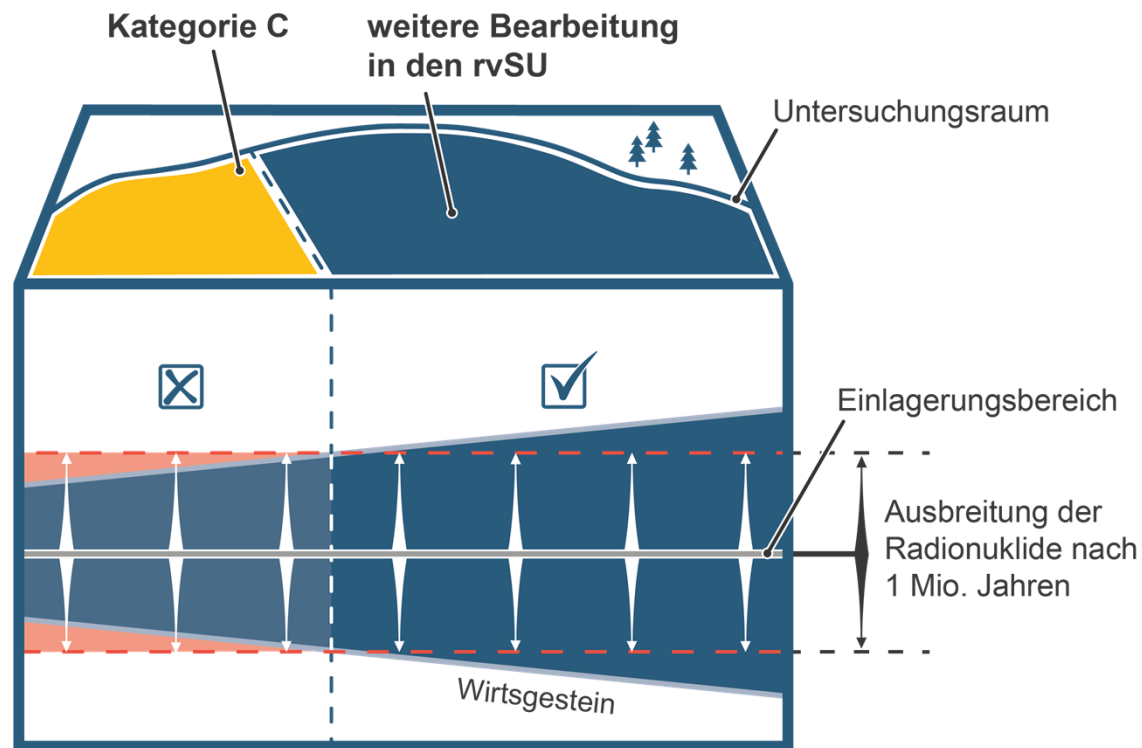 Kategorie C
weitere Bearbeitung
in den rvSU
Untersuchungsraum
Einlagerungsbereich
Ausbreitung der
Radionuklide nach
1 Mio. Jahren
Wirtsgestein